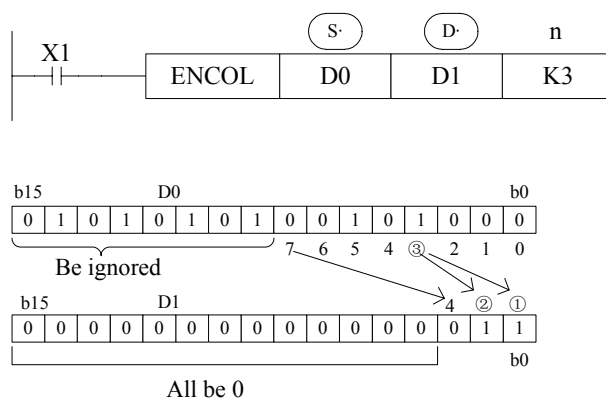 S· D· n
X1
ENCOL D0 D1 K3
b15 D0 b0
0 1 0 1 0 1 0 1 0 0 1 0 1 0 0 0
7 6 5 4 ③ 2 1 0
Be ignored
b15 D1 4 ② ①
0 0 0 0 0 0 0 0 0 0 0 0 0 0 1 1
b0
All be 0